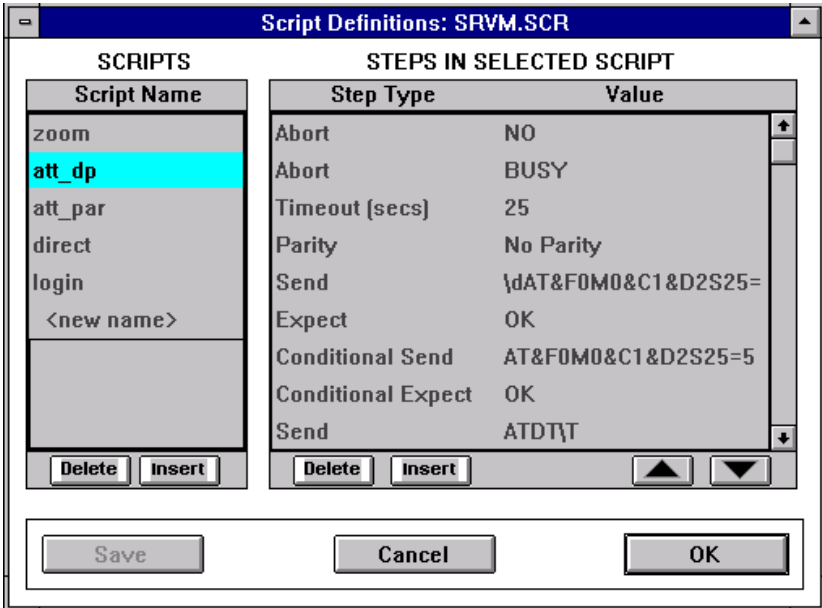 Script Definitions: SRVM.SCR
SCRIPTS
STEPS IN SELECTED SCRIPT
Script Name
Step Type Value
zoom
att_dp
att_par
direct
login
<new name>
Abort NO
Abort BUSY
Timeout (secs) 25
Parity No Parity
Send \dAT&F0M0&C1&D2S25=
Expect OK
Conditional Send AT&F0M0&C1&D2S25=5
Conditional Expect OK
Send ATDT\T
Delete Insert
Delete Insert
Save Cancel OK